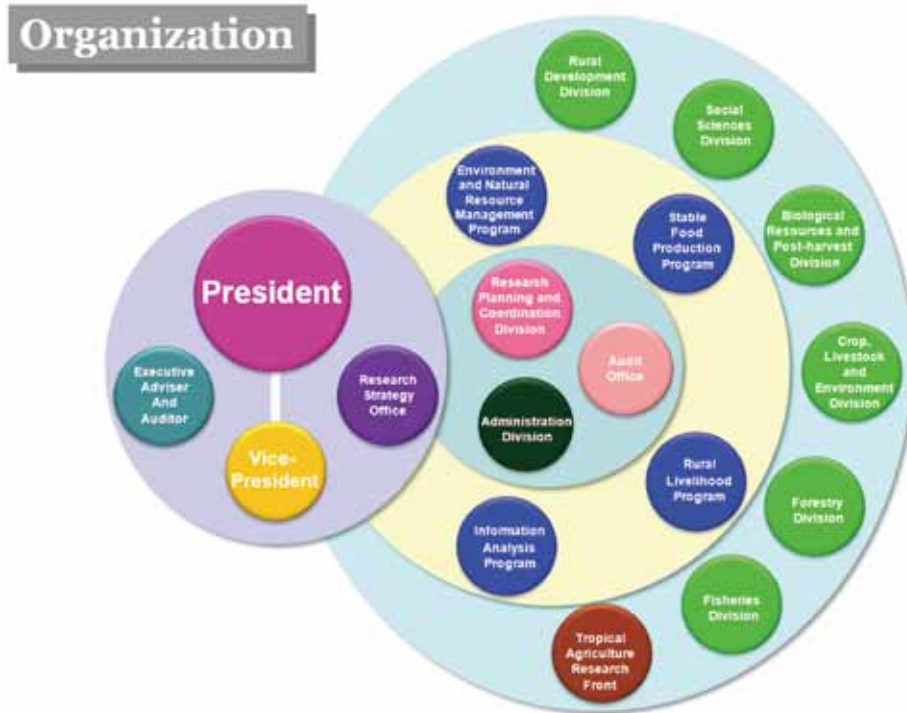 Organization
President
Executive
Adviser
And
Auditor
Research
Strategy
Office
Vice-
President
Research
Planning and
Coordination
Division
Audit
Office
Administration
Division
Environment
and Natural
Resource
Management
Program
Stable
Food
Production
Program
Rural
Livelihood
Program
Information
Analysis
Program
Rural
Development
Division
Social
Sciences
Division
Biological
Resources and
Post-harvest
Division
Crop,
Livestock
and
Environment
Division
Forestry
Division
Fisheries
Division
Tropical
Agriculture
Research
Front